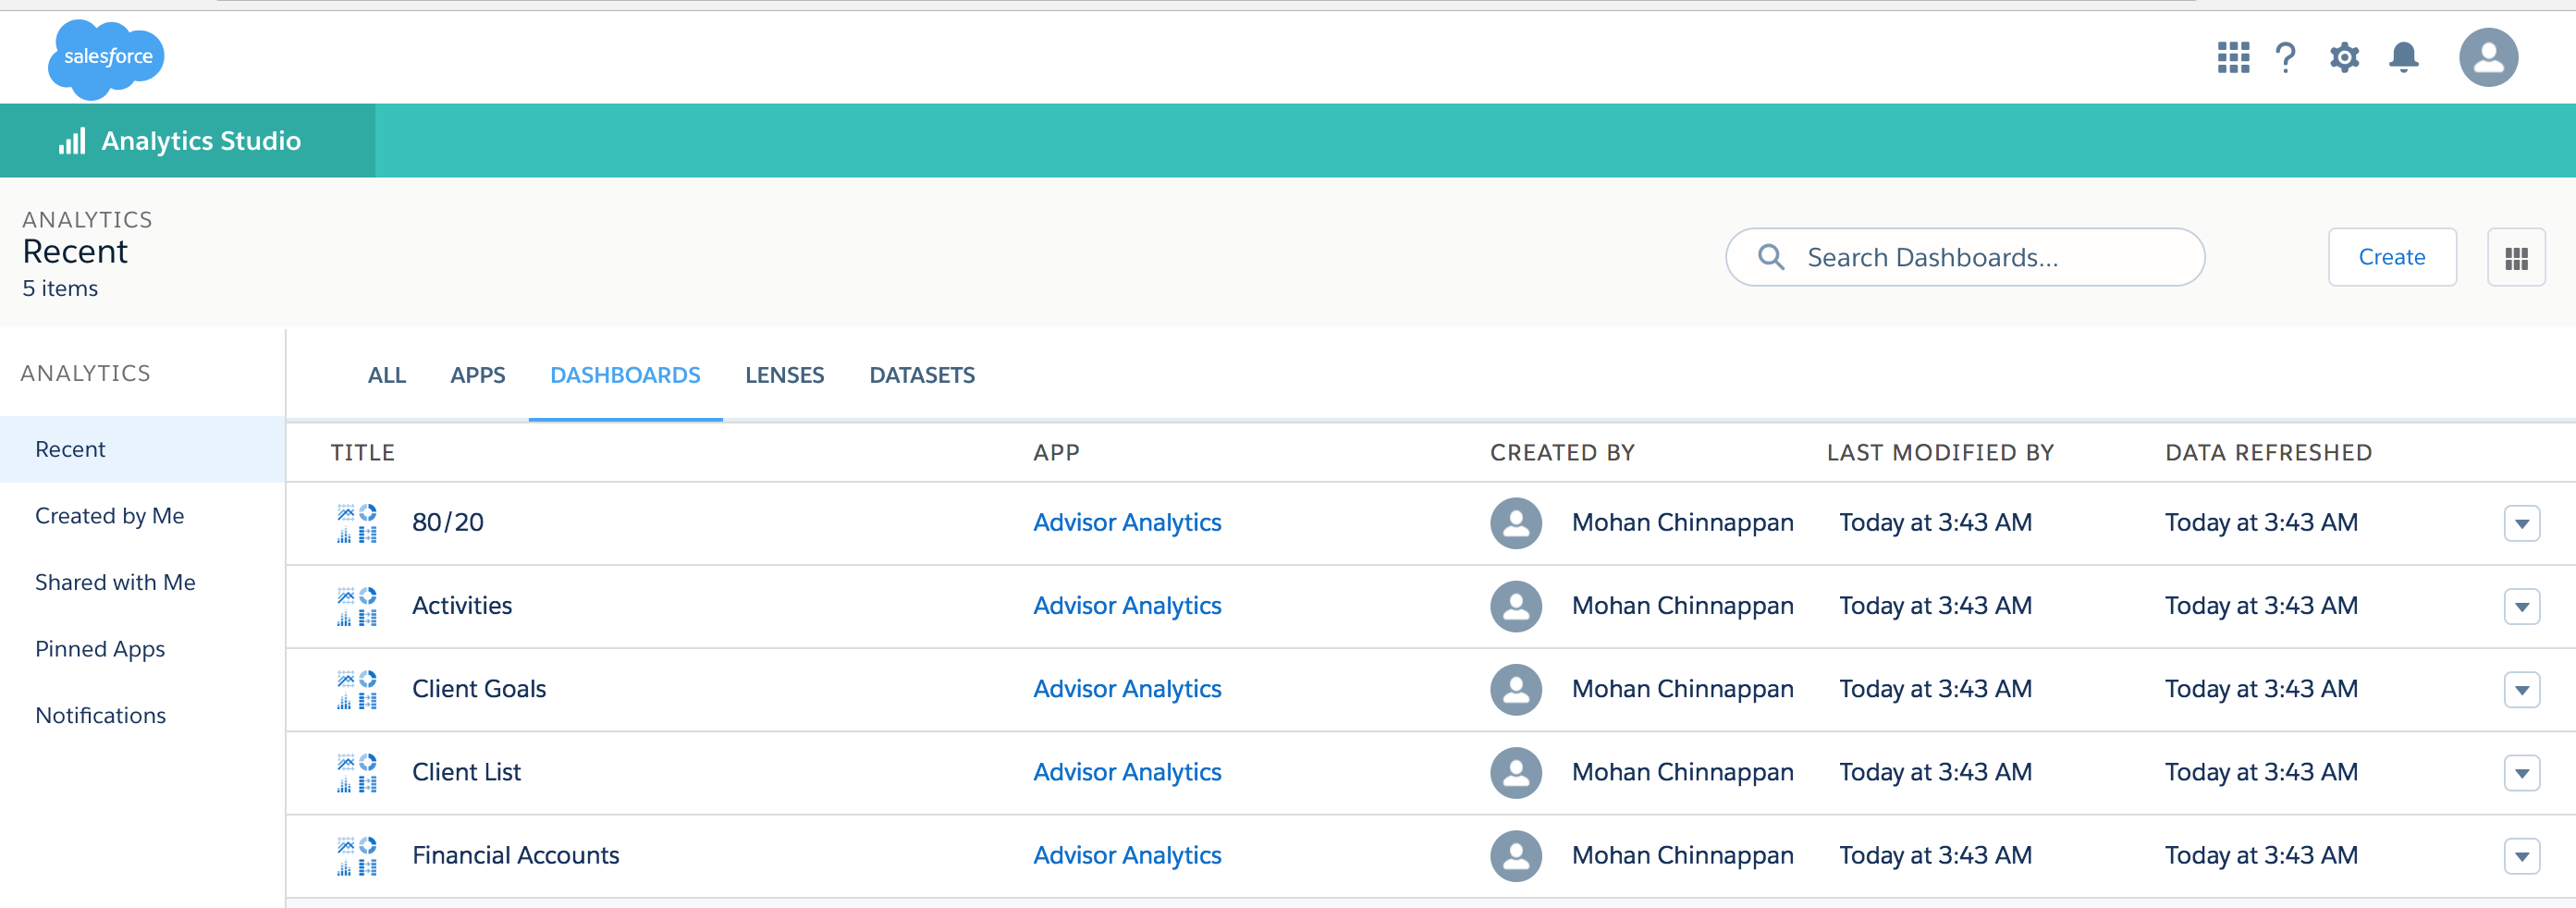 salesforce
Analytics Studio
ANALYTICS
Recent
5 items
Search Dashboards...
Create
ANALYTICS
Recent
Created by Me
Shared with Me
Pinned Apps
Notifications
ALL APPS DASHBOARDS LENSES DATASETS
TITLE APP CREATED BY LAST MODIFIED BY DATA REFRESHED
80/20 Advisor Analytics Mohan Chinnappan Today at 3:43 AM Today at 3:43 AM
Activities Advisor Analytics Mohan Chinnappan Today at 3:43 AM Today at 3:43 AM
Client Goals Advisor Analytics Mohan Chinnappan Today at 3:43 AM Today at 3:43 AM
Client List Advisor Analytics Mohan Chinnappan Today at 3:43 AM Today at 3:43 AM
Financial Accounts Advisor Analytics Mohan Chinnappan Today at 3:43 AM Today at 3:43 AM